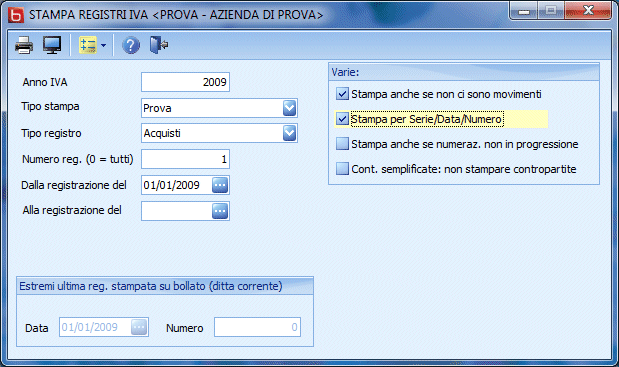 STAMPA REGISTRI IVA <PROVA - AZIENDA DI PROVA>
Anno IVA 2009
Tipo stampa Prova
Tipo registro Acquisti
Numero reg. (0 = tutti) 1
Dalla registrazione del 01/01/2009
Alla registrazione del
Varie:
Stampa anche se non ci sono movimenti
Stampa per Serie/Data/Numero
Stampa anche se numeraz. non in progressione
Cont. semplificate: non stampare contropartite
Estremi ultima reg. stampata su bollato (ditta corrente)
Data 01/01/2009 Numero 0